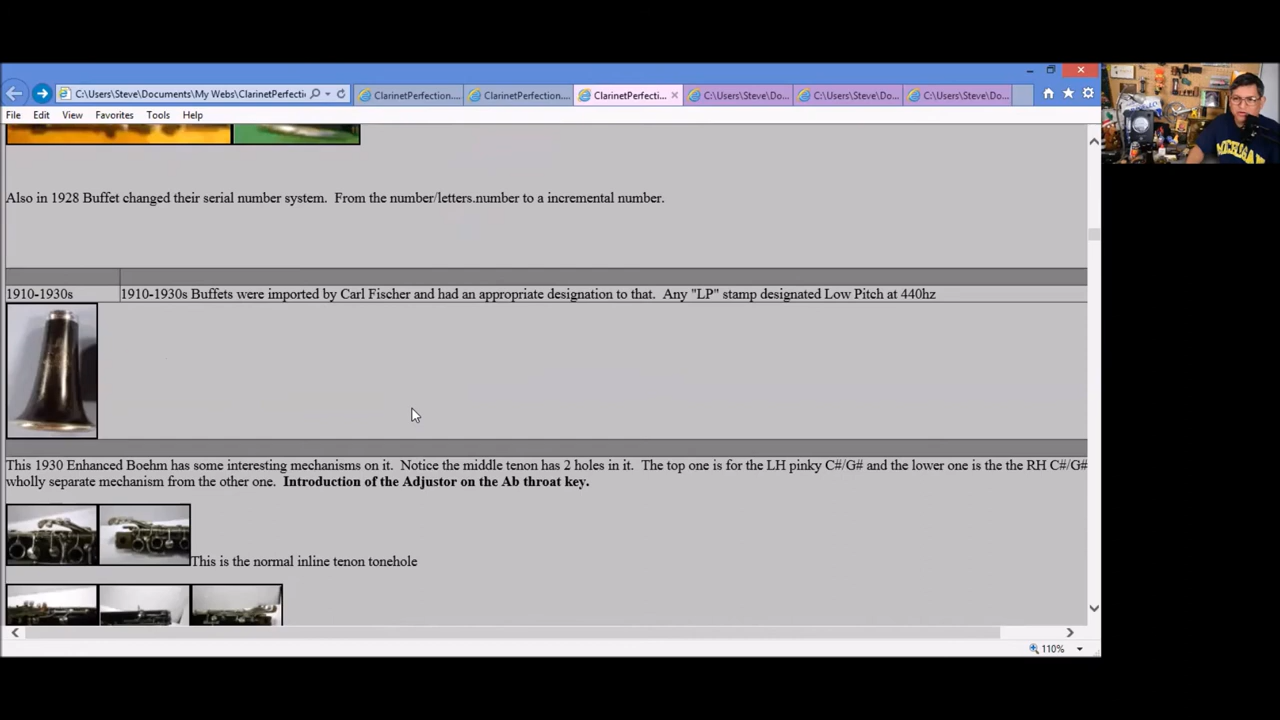 C:\Users\Steve\Documents\My Webs\ClarinetPerfecti
ClarinetPerfection....
ClarinetPerfection....
ClarinetPerfecti...
C:\Users\Steve\Do...
C:\Users\Steve\Do...
C:\Users\Steve\Do...
File Edit View Favorites Tools Help
MICHIGAN
Also in 1928 Buffet changed their serial number system. From the number/letters.number to a incremental number.
1910-1930s
1910-1930s Buffets were imported by Carl Fischer and had an appropriate designation to that. Any "LP" stamp designated Low Pitch at 440hz
This 1930 Enhanced Boehm has some interesting mechanisms on it. Notice the middle tenon has 2 holes in it. The top one is for the LH pinky C#/G# and the lower one is the the RH C#/G#
wholly separate mechanism from the other one. Introduction of the Adjustor on the Ab throat key.
This is the normal inline tenon tonehole
110%